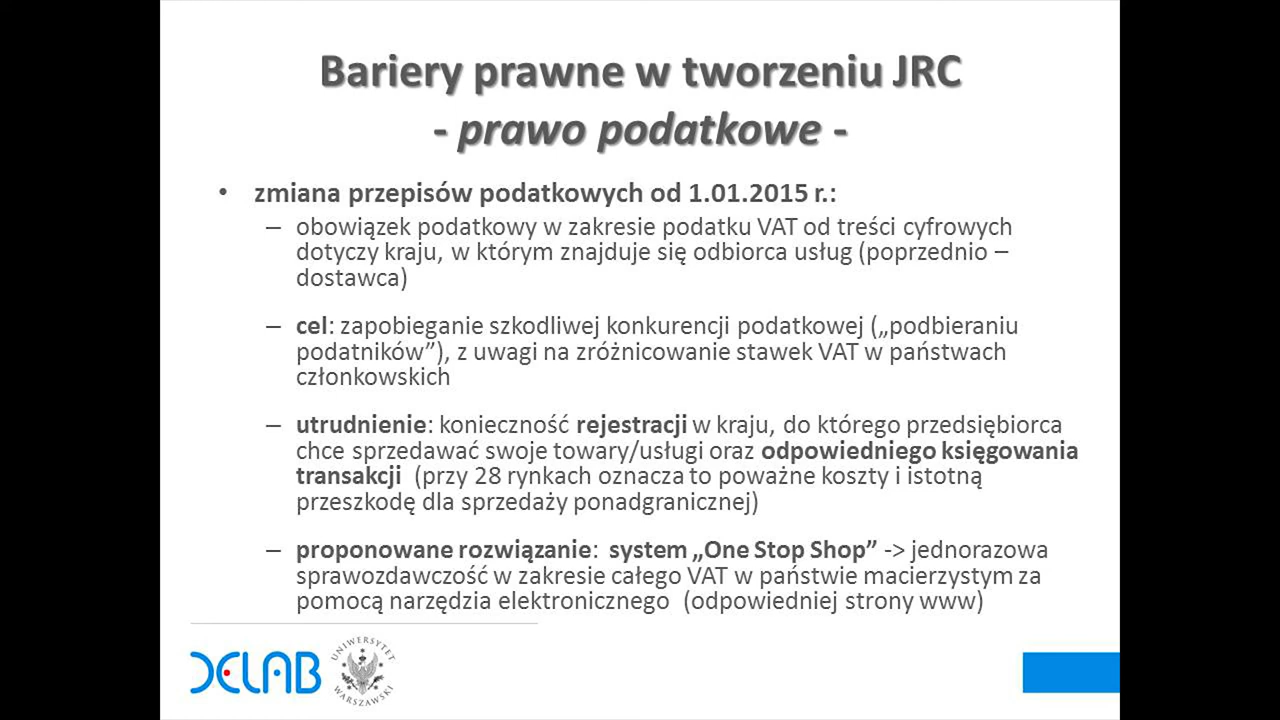 Bariery prawne w tworzeniu JRC
- prawo podatkowe -
• zmiana przepisów podatkowych od 1.01.2015 r.:
– obowiązek podatkowy w zakresie podatku VAT od treści cyfrowych
dotyczy kraju, w którym znajduje się odbiorca usług (poprzednio –
dostawca)
– cel: zapobieganie szkodliwej konkurencji podatkowej („podbieraniu
podatników”), z uwagi na zróżnicowanie stawek VAT w państwach
członkowskich
– utrudnienie: konieczność rejestracji w kraju, do którego przedsiębiorca
chce sprzedawać swoje towary/usługi oraz odpowiedniego księgowania
transakcji (przy 28 rynkach oznacza to poważne koszty i istotną
przeszkodę dla sprzedaży ponadgranicznej)
– proponowane rozwiązanie: system „One Stop Shop” -> jednorazowa
sprawozdawczość w zakresie całego VAT w państwie macierzystym za
pomocą narzędzia elektronicznego (odpowiedniej strony www)
DELAB
UNIWERSYTET
WARSZAWSKI